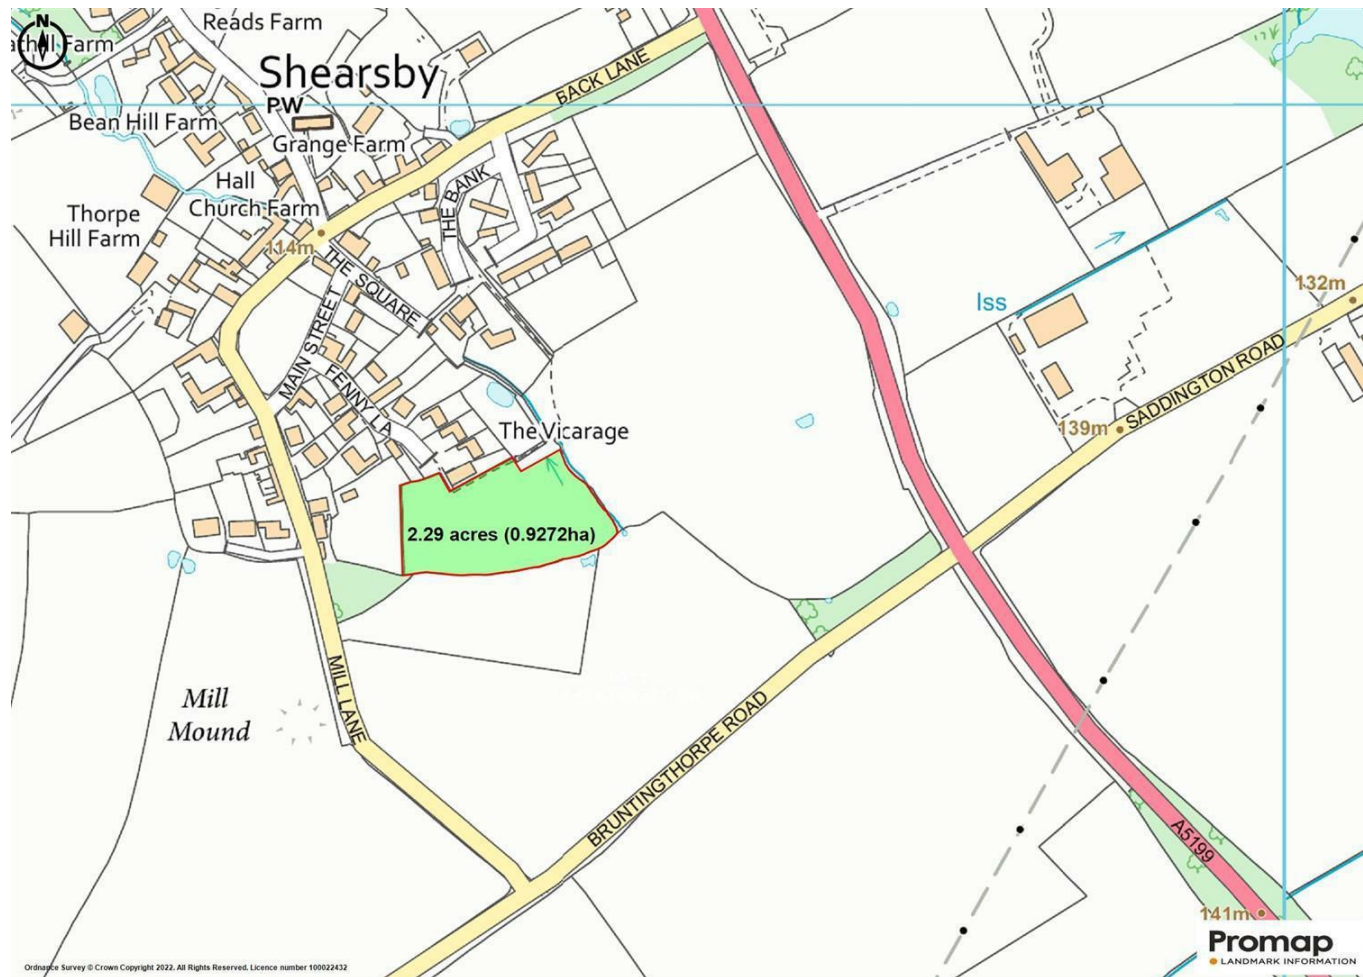 Reads Farm
N
athill Farm
Shearsby
BACK LANE
PW
Bean Hill Farm
Grange Farm
Hall
THE BANK
Church Farm
Thorpe
Hill Farm
114m
THE SQUARE
Iss
132m
MAIN STREET
SADDINGTON ROAD
FENNY LA
139m
The Vicarage
2.29 acres (0.9272ha)
MILL LANE
Mill
Mound
BRUNTINGTHORPE ROAD
A5199
141m
Promap
LANDMARK INFORMATION
Ordnance Survey © Crown Copyright 2022. All Rights Reserved. Licence number 100022432